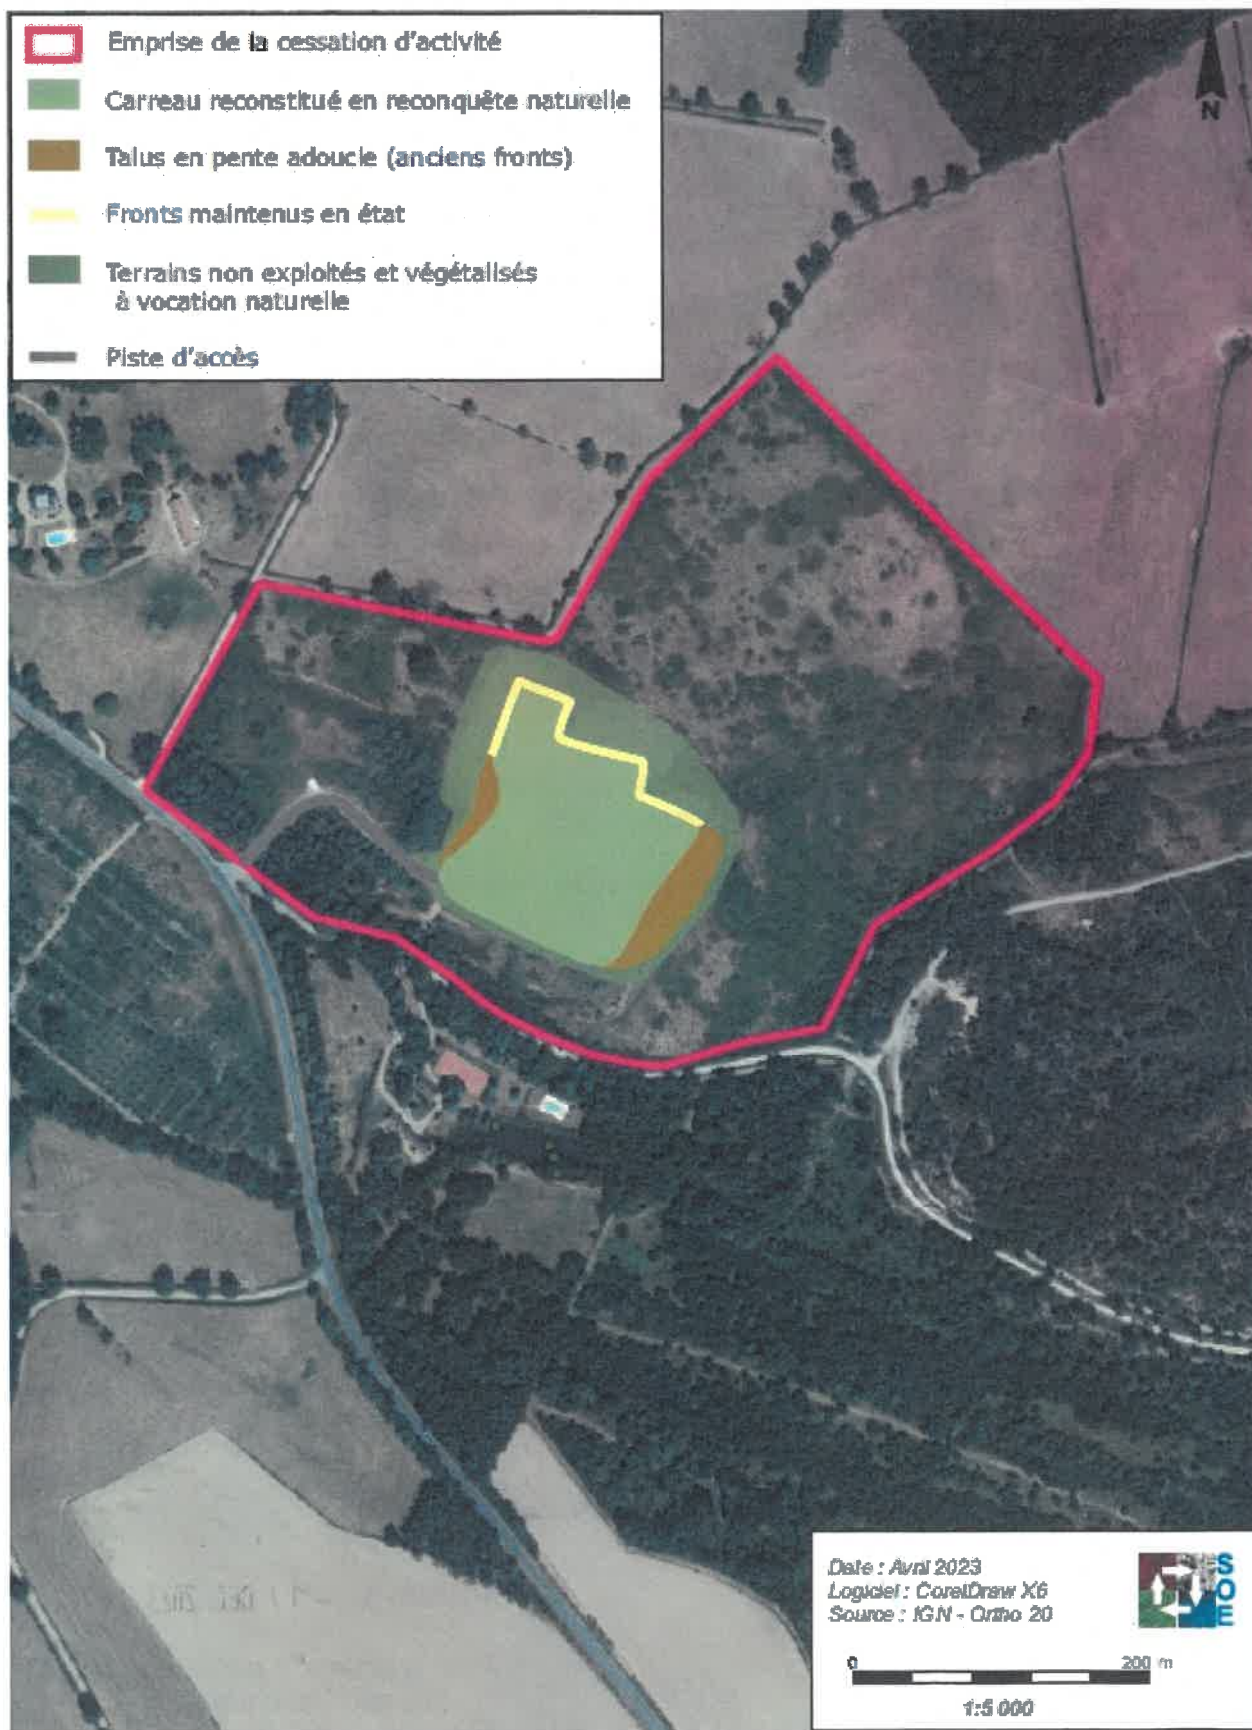 Emprise de la cessation d'activité
Carreau reconstitué en reconquête naturelle
Talus en pente adoucie (anciens fronts)
Fronts maintenus en état
Terrains non exploités et végétalisés
à vocation naturelle
Piste d'accès
N
Date : Avril 2023
Logiciel : CorelDraw X6
Source : IGN - Ortho 20
SOE
0 200 m
1:5 000